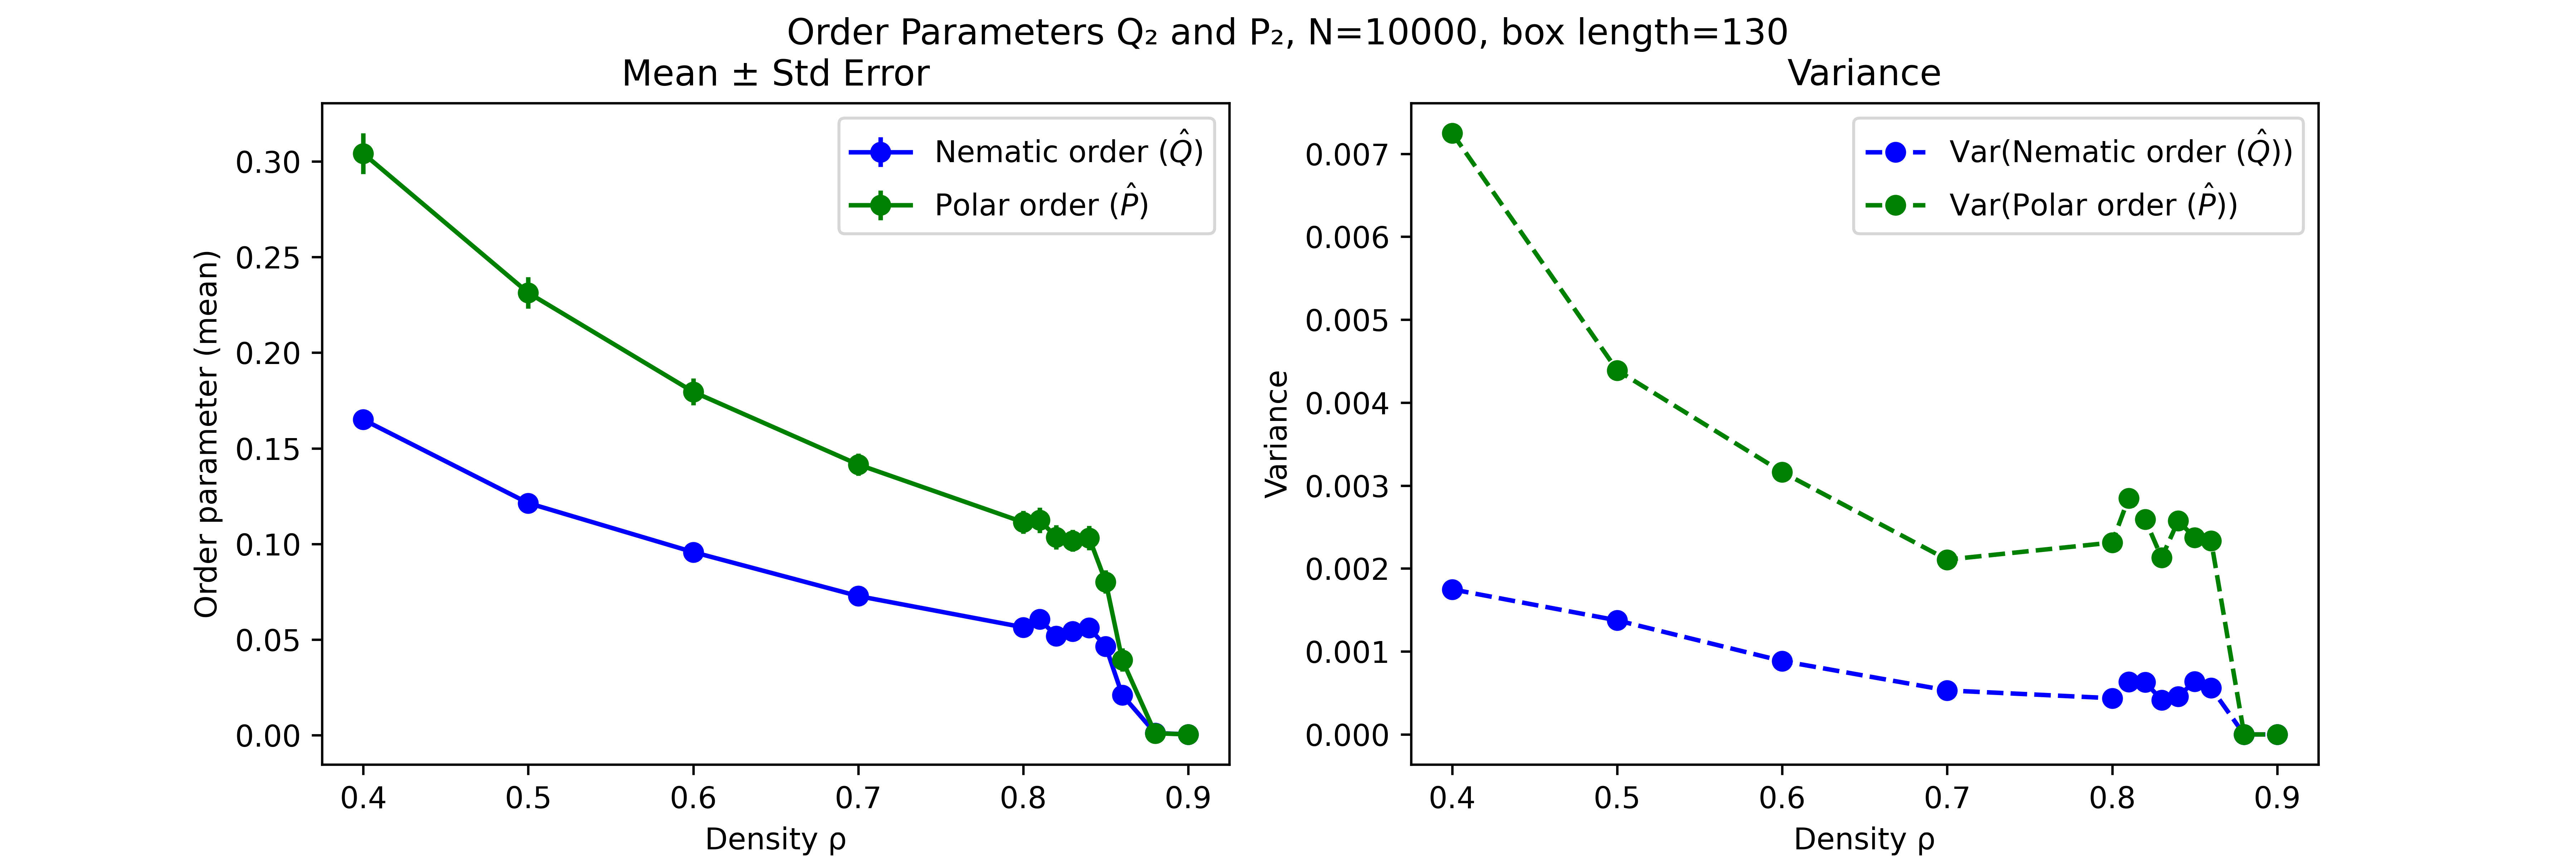 Order Parameters Q₂ and P₂, N=10000, box length=130
Mean ± Std Error
Order parameter (mean)
0.30
0.25
0.20
0.15
0.10
0.05
0.00
0.4 0.5 0.6 0.7 0.8 0.9
Density ρ
Nematic order (Q̂)
Polar order (P̂)
Variance
Variance
0.007
0.006
0.005
0.004
0.003
0.002
0.001
0.000
0.4 0.5 0.6 0.7 0.8 0.9
Density ρ
Var(Nematic order (Q̂))
Var(Polar order (P̂))